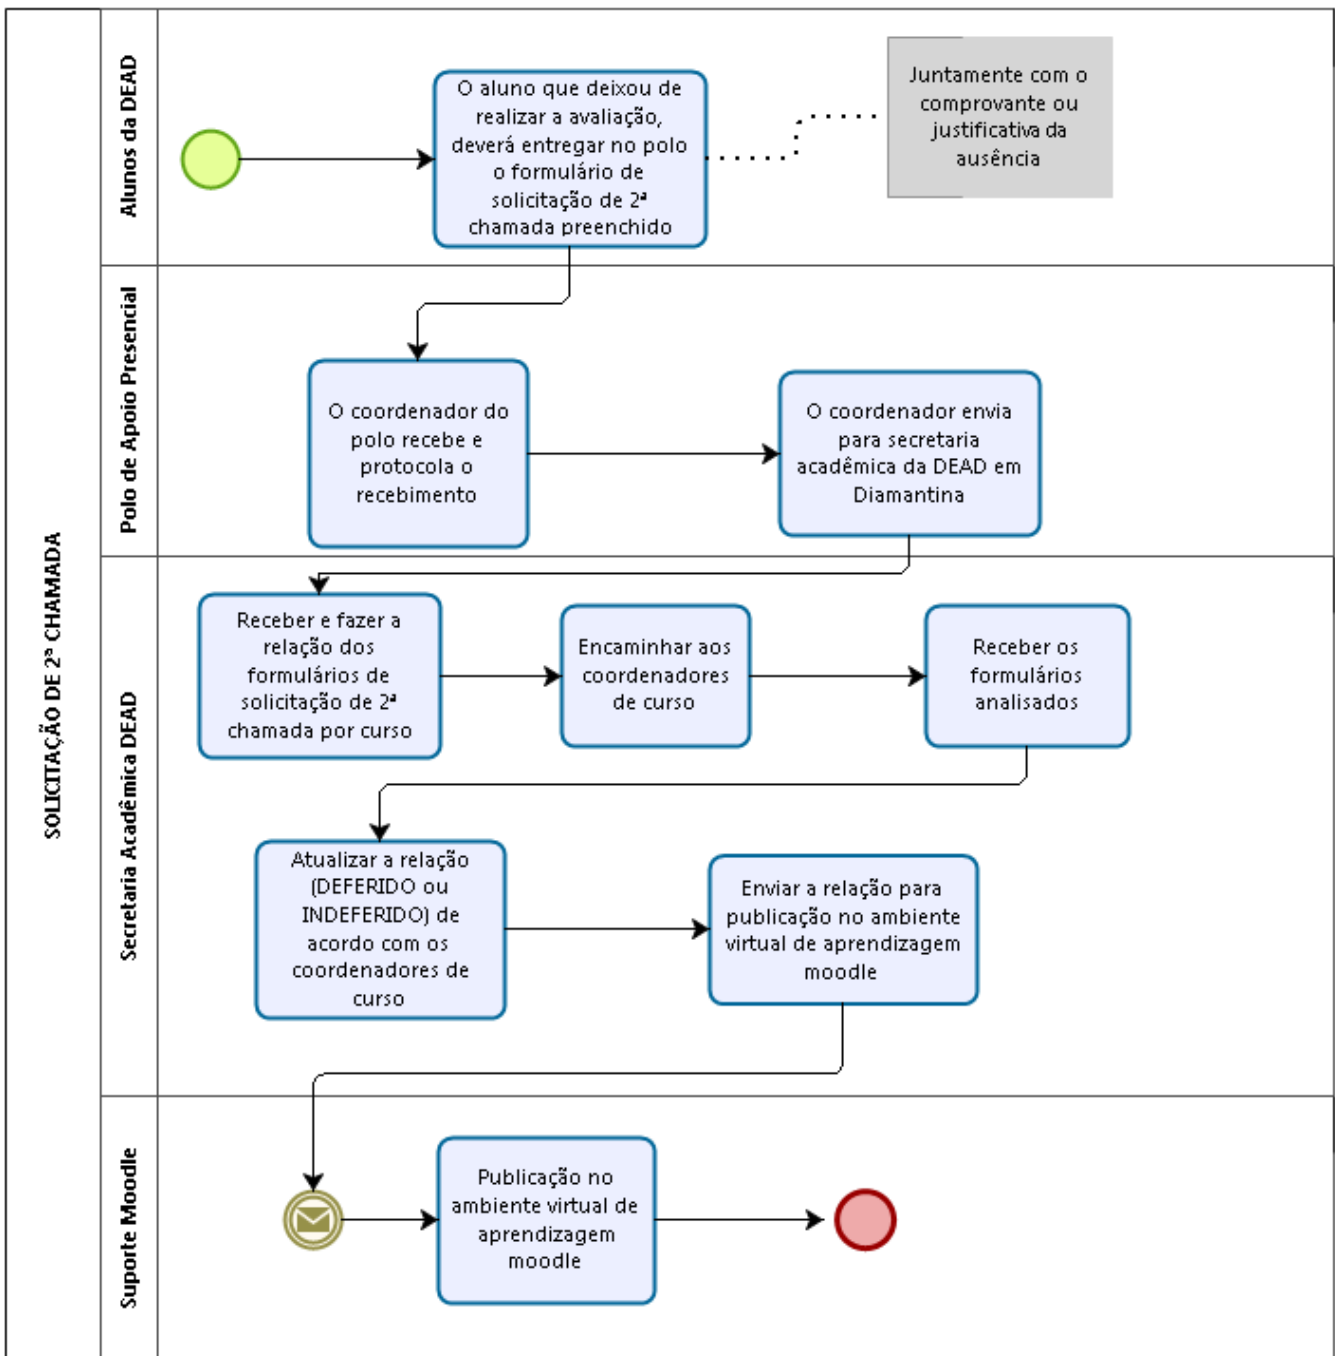 SOLICITAÇÃO DE 2ª CHAMADA
Alunos da DEAD
O aluno que deixou de
realizar a avaliação,
deverá entregar no polo
o formulário de
solicitação de 2ª
chamada preenchido
Juntamente com o
comprovante ou
justificativa da
ausência
Polo de Apoio Presencial
O coordenador do
polo recebe e
protocola o
recebimento
O coordenador envia
para secretaria
acadêmica da DEAD em
Diamantina
Secretaria Acadêmica DEAD
Receber e fazer a
relação dos
formulários de
solicitação de 2ª
chamada por curso
Encaminhar aos
coordenadores
de curso
Receber os
formulários
analisados
Atualizar a relação
(DEFERIDO ou
INDEFERIDO) de
acordo com os
coordenadores de
curso
Enviar a relação para
publicação no ambiente
virtual de aprendizagem
moodle
Suporte Moodle
Publicação no
ambiente virtual de
aprendizagem
moodle